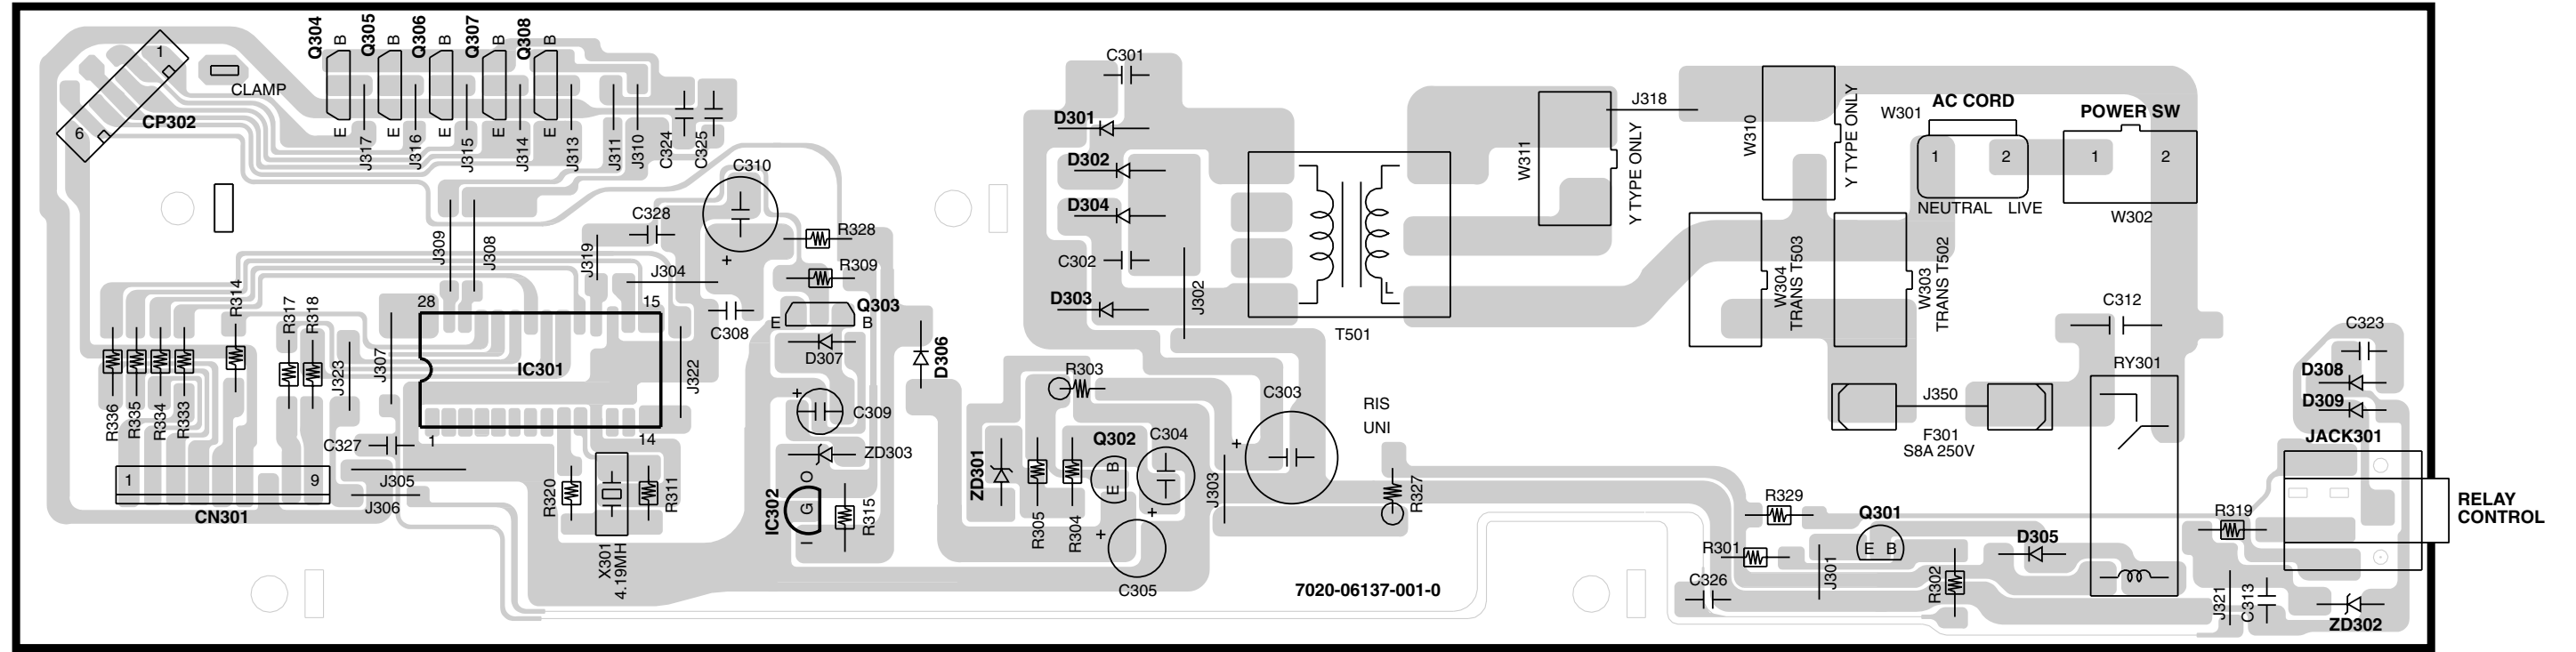 Q304 B
Q305 B
Q306 B
Q307 B
Q308 B
1
6
CP302
CLAMP
E
E
E
E
E
J317
J316
J315
J314
J313
J311
J310
C324
C325
C310
+
C328
R328
R309
J309
J308
J319
J304
C308
E Q303 B
D307
D306
+
C309
ZD303
R314
R317
R318
28
15
IC301
1
14
J323
J307
J322
R336
R335
R334
R333
C327
1
9
CN301
J305
J306
R320
X301
4.19MH
R311
IC302
O
G
I
R315
C301
D301
D302
D304
C302
D303
J302
L
T501
R303
ZD301
R305
R304
Q302
B
E
C304
+
+
C305
J303
+
C303
RIS
UNI
R327
7020-06137-001-0
W311
Y TYPE ONLY
J318
W310
Y TYPE ONLY
W301
AC CORD
1
2
NEUTRAL LIVE
POWER SW
1
2
W302
W304
TRANS T503
W303
TRANS T502
C312
RY301
J350
F301
S8A 250V
R329
Q301
E B
R301
C326
J301
R302
D305
C323
D308
D309
JACK301
RELAY
CONTROL
R319
J321
C313
ZD302